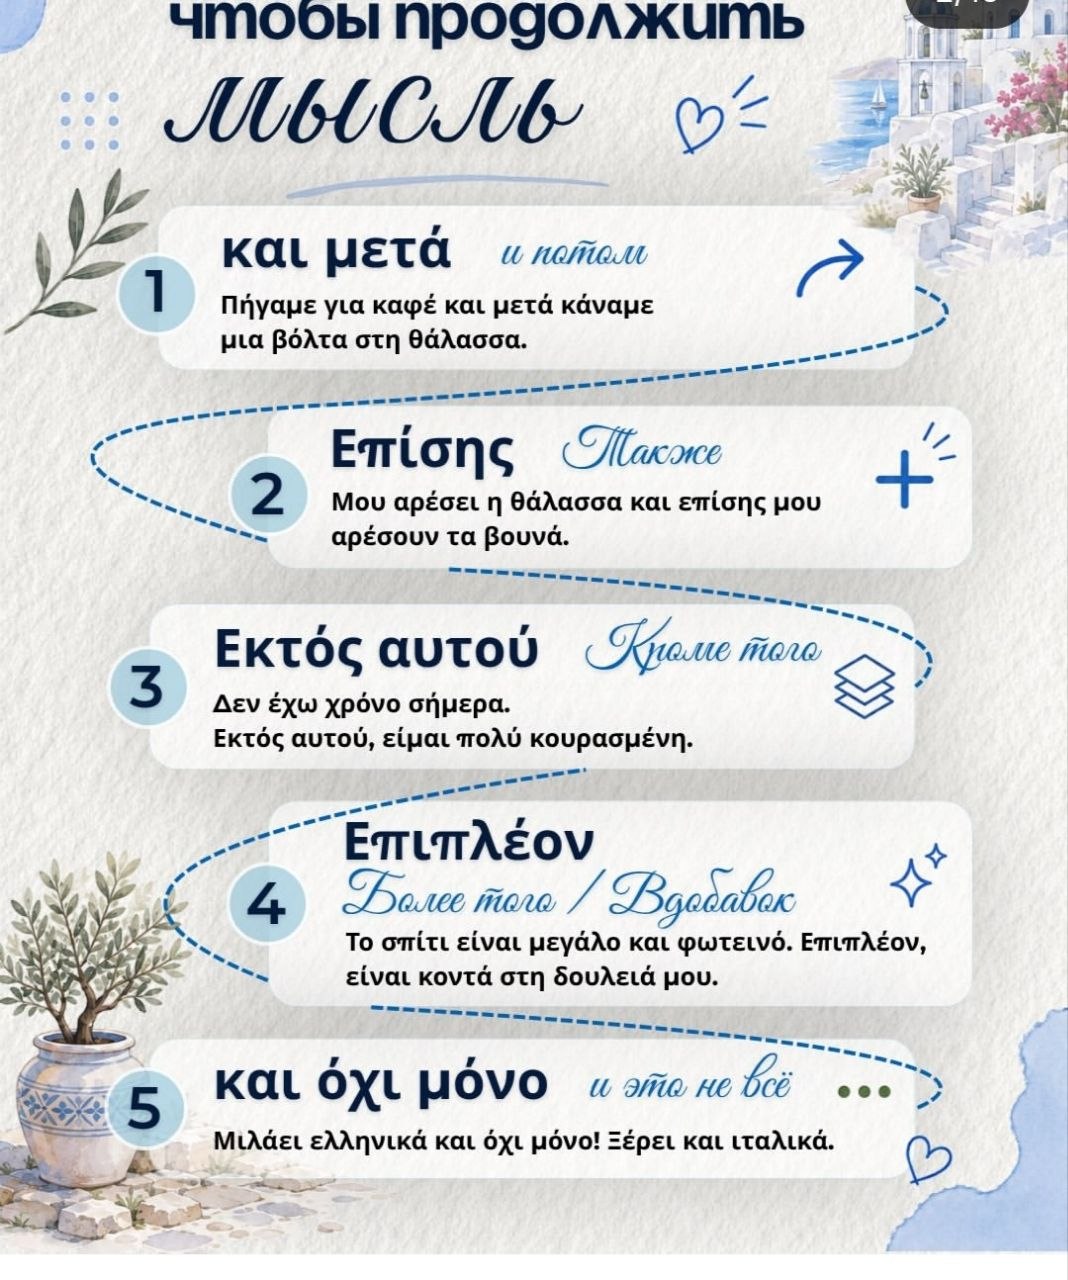 чтобы продолжить
мысль
1
και μετά и потом
Πήγαμε για καφέ και μετά κάναμε
μια βόλτα στη θάλασσα.
2
Επίσης Также
Μου αρέσει η θάλασσα και επίσης μου
αρέσουν τα βουνά.
3
Εκτός αυτού Кроме того
Δεν έχω χρόνο σήμερα.
Εκτός αυτού, είμαι πολύ κουρασμένη.
4
Επιπλέον
Более того / Вдобавок
Το σπίτι είναι μεγάλο και φωτεινό. Επιπλέον,
είναι κοντά στη δουλειά μου.
5
και όχι μόνο и это не всё
Μιλάει ελληνικά και όχι μόνο! Ξέρει και ιταλικά.